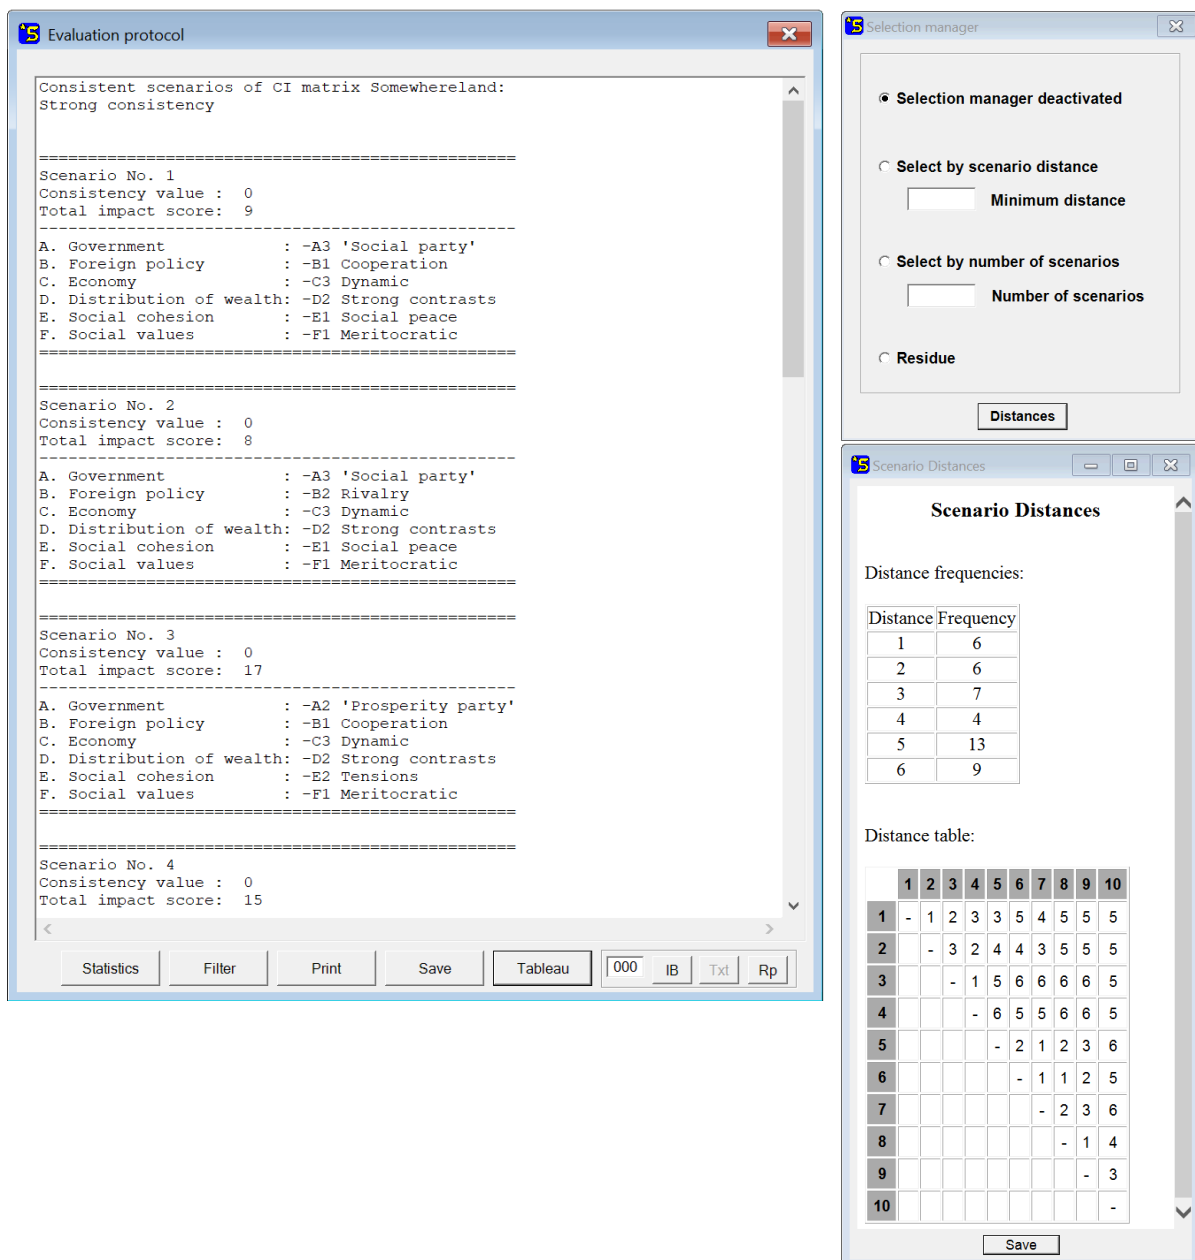 Evaluation protocol
Consistent scenarios of CI matrix Somewhereland:
Strong consistency
=================================================
Scenario No. 1
Consistency value :  0
Total impact score:  9
-------------------------------------------------
A. Government            : -A3 'Social party'
B. Foreign policy        : -B1 Cooperation
C. Economy               : -C3 Dynamic
D. Distribution of wealth: -D2 Strong contrasts
E. Social cohesion       : -E1 Social peace
F. Social values         : -F1 Meritocratic
=================================================
=================================================
Scenario No. 2
Consistency value :  0
Total impact score:  8
-------------------------------------------------
A. Government            : -A3 'Social party'
B. Foreign policy        : -B2 Rivalry
C. Economy               : -C3 Dynamic
D. Distribution of wealth: -D2 Strong contrasts
E. Social cohesion       : -E1 Social peace
F. Social values         : -F1 Meritocratic
=================================================
=================================================
Scenario No. 3
Consistency value :  0
Total impact score:  17
-------------------------------------------------
A. Government            : -A2 'Prosperity party'
B. Foreign policy        : -B1 Cooperation
C. Economy               : -C3 Dynamic
D. Distribution of wealth: -D2 Strong contrasts
E. Social cohesion       : -E2 Tensions
F. Social values         : -F1 Meritocratic
=================================================
=================================================
Scenario No. 4
Consistency value :  0
Total impact score:  15
Statistics Filter Print Save Tableau 000 IB Txt Rp
Selection manager
Selection manager deactivated
Select by scenario distance
Minimum distance
Select by number of scenarios
Number of scenarios
Residue
Distances
Scenario Distances
Scenario Distances
Distance frequencies:
Distance Frequency
1 6
2 6
3 7
4 4
5 13
6 9
Distance table:
1 2 3 4 5 6 7 8 9 10
1 - 1 2 3 3 5 4 5 5 5
2 - 3 2 4 4 3 5 5 5
3 - 1 5 6 6 6 6 5
4 - 6 5 5 6 6 5
5 - 2 1 2 3 6
6 - 1 1 2 5
7 - 2 3 6
8 - 1 4
9 - 3
10 -
Save